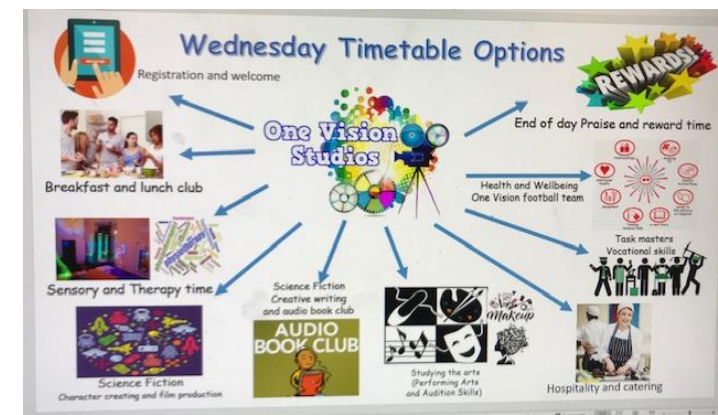 Wednesday Timetable Options
Registration and welcome
REWARDS!
End of day Praise and reward time
One Vision
Studios
Breakfast and lunch club
Health and Wellbeing
One Vision football team
Task masters
Vocational skills
Sensory and Therapy time
Science Fiction
Creative writing
and audio book club
AUDIO
BOOK CLUB
Makeup
Science Fiction
Character creating and film production
Studying the arts
(Performing Arts
and Audition Skills)
Hospitality and catering